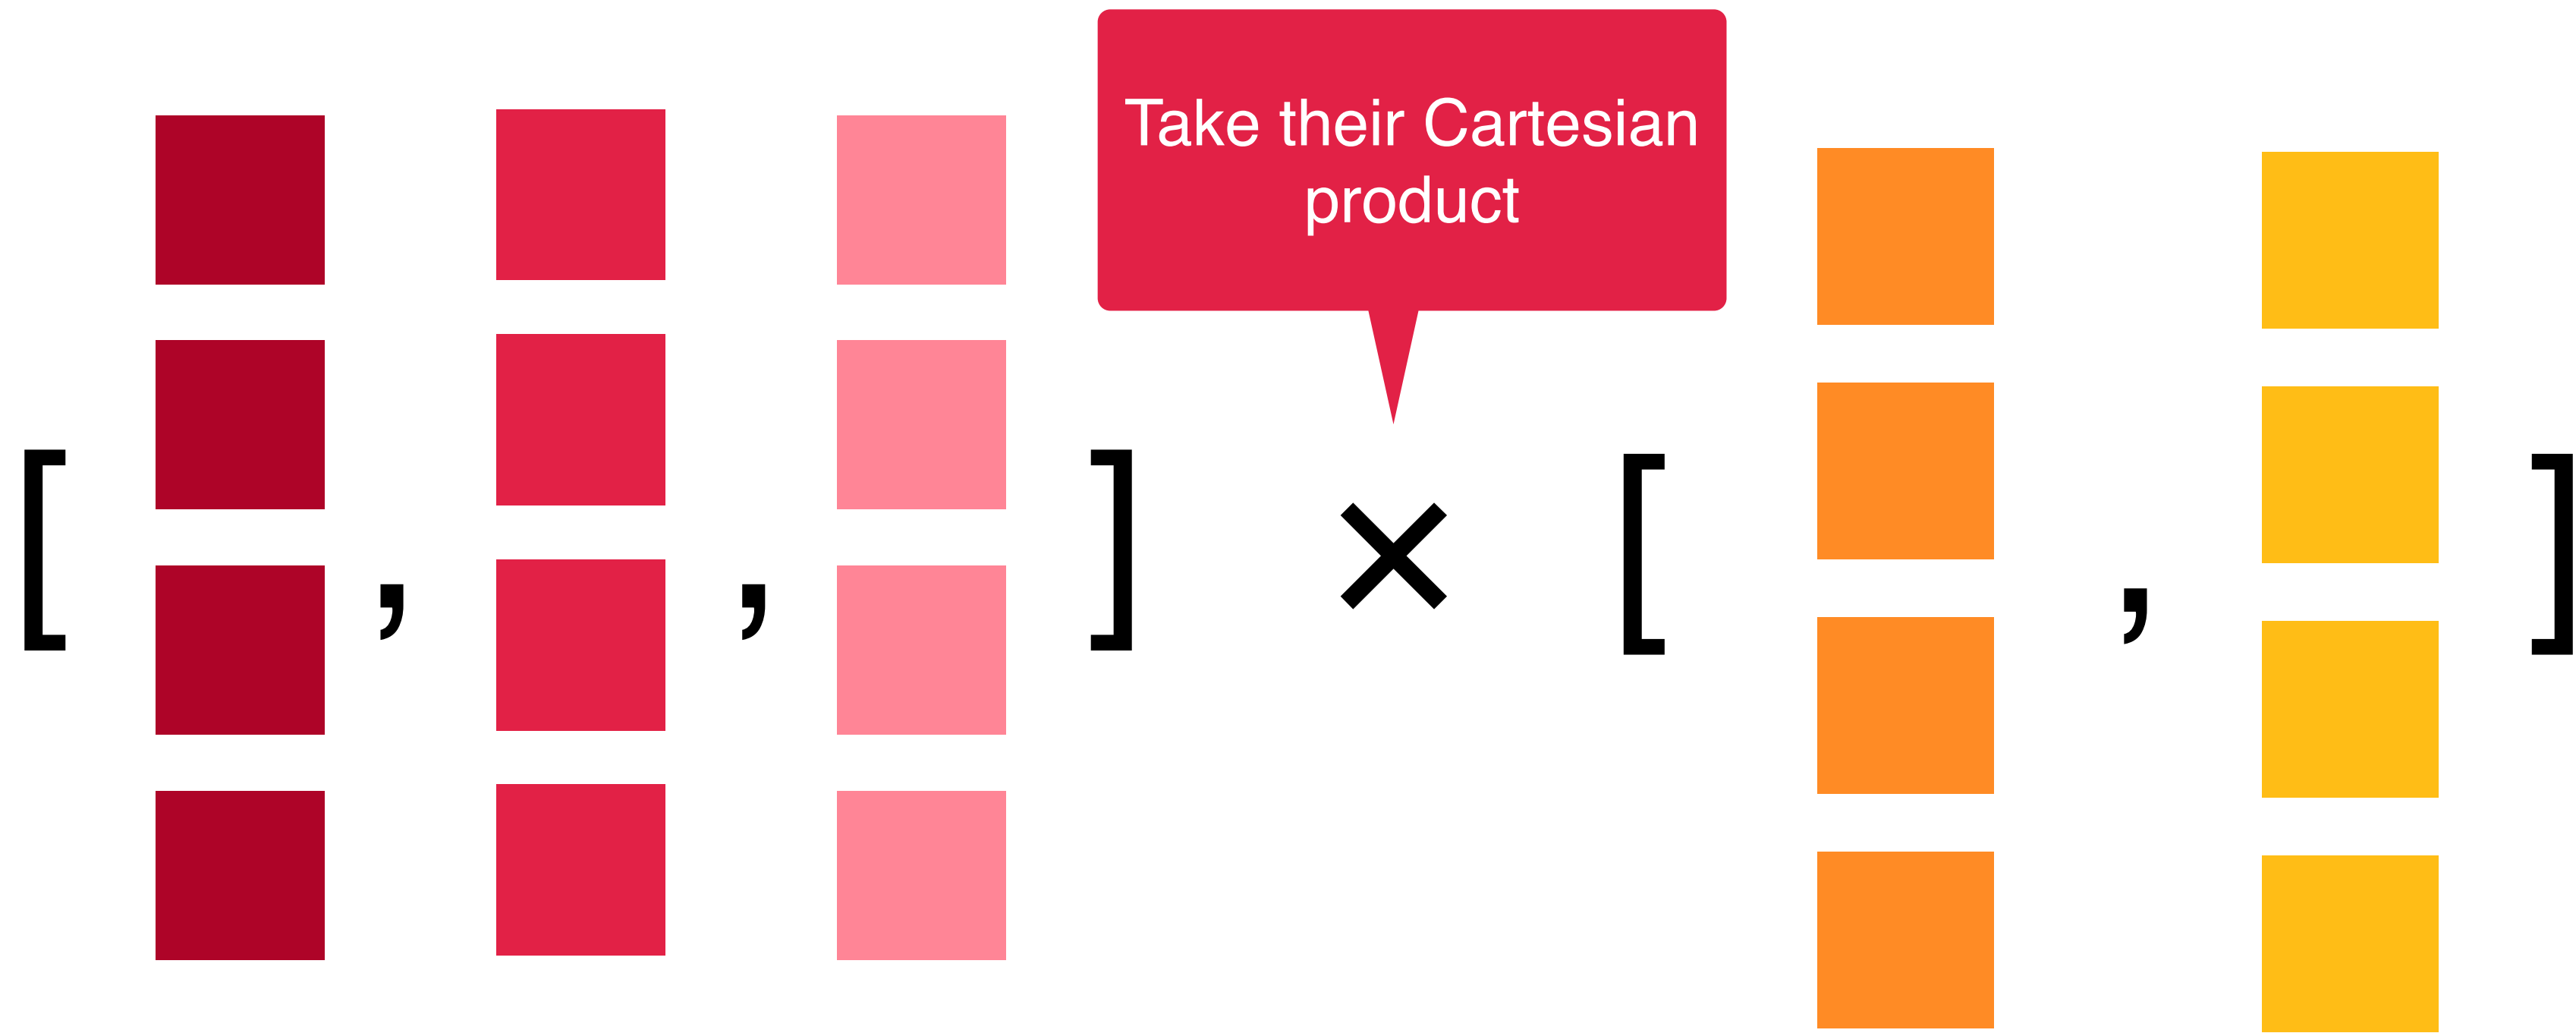 Take their Cartesian
product
[ , , ] × [ , ]